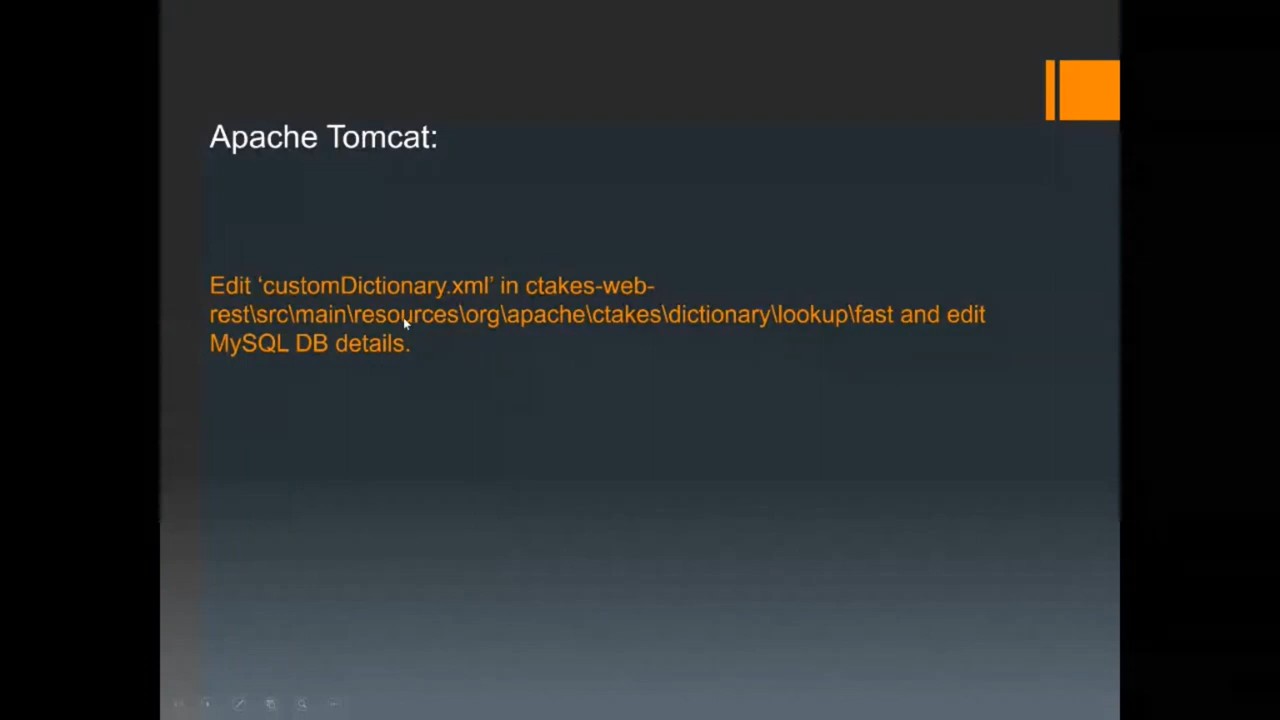 Apache Tomcat:
Edit ‘customDictionary.xml’ in ctakes-web-
rest\src\main\resources\org\apache\ctakes\dictionary\lookup\fast and edit
MySQL DB details.